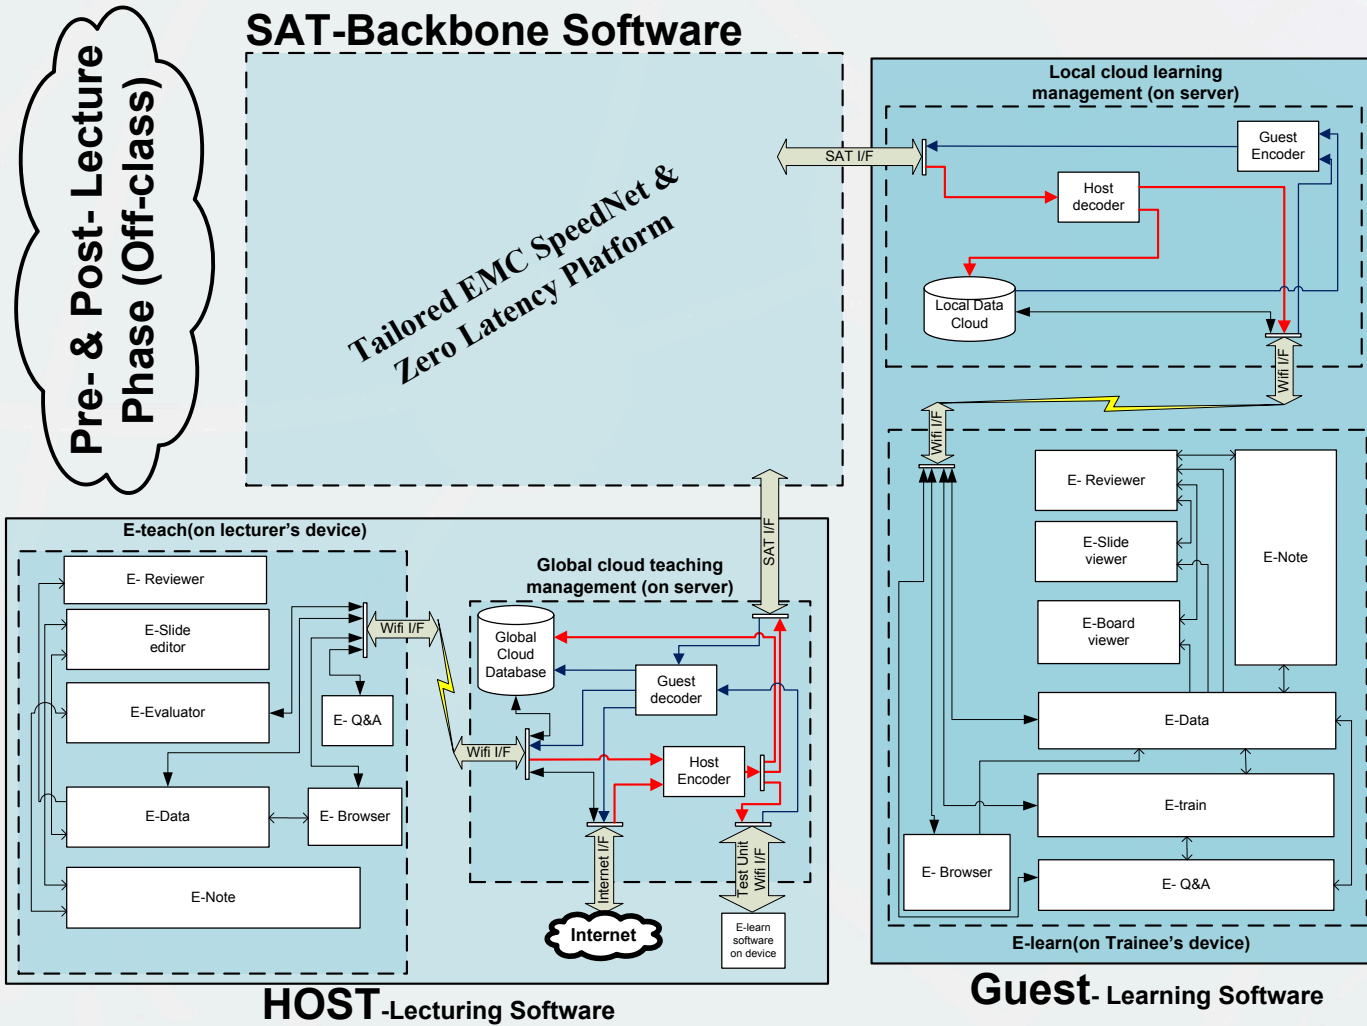 Pre- & Post- Lecture
Phase (Off-class)
SAT-Backbone Software
Tailored EMC SpeedNet &
Zero Latency Platform
SAT I/F
Local cloud learning
management (on server)
Guest
Encoder
Host
decoder
Local Data
Cloud
Wifi I/F
Wifi I/F
E- Reviewer
E-Slide
viewer
E-Board
viewer
E-Note
E-Data
E-train
E- Browser
E- Q&A
E-learn(on Trainee's device)
Guest- Learning Software
SAT I/F
E-teach(on lecturer's device)
E- Reviewer
E-Slide
editor
E-Evaluator
E- Q&A
E-Data
E- Browser
E-Note
Wifi I/F
Global cloud teaching
management (on server)
Global
Cloud
Database
Guest
decoder
Wifi I/F
Host
Encoder
Internet I/F
Test Unit
Wifi I/F
Internet
E-learn
software
on device
HOST-Lecturing Software